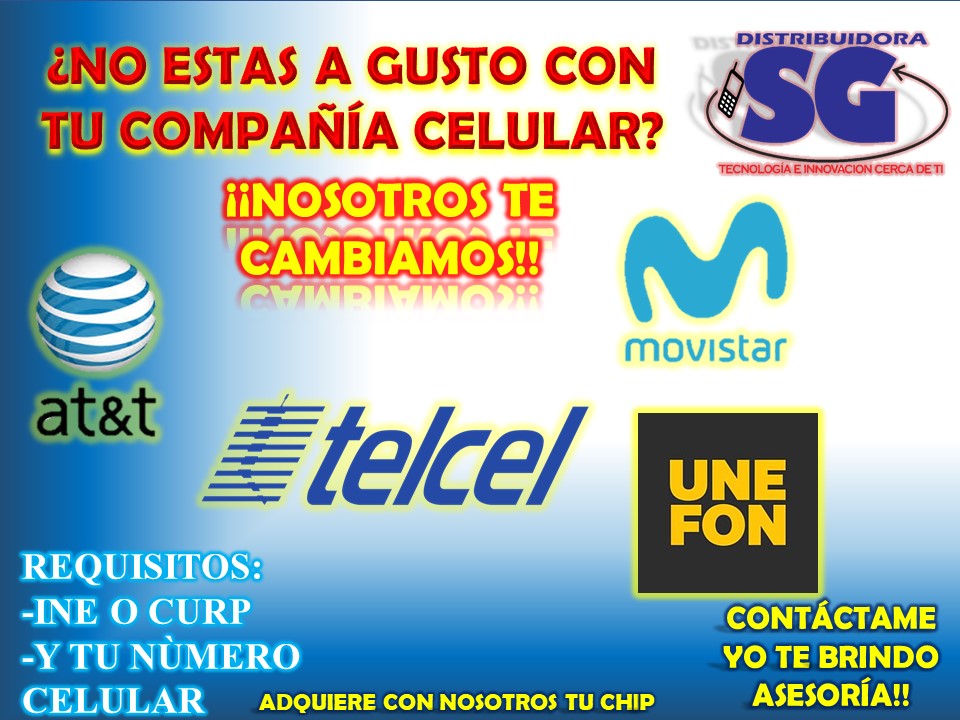 ¿NO ESTAS A GUSTO CON
TU COMPAÑÍA CELULAR?
DISTRIBUIDORA
SG
TECNOLOGÍA E INNOVACION CERCA DE TI
¡¡NOSOTROS TE
CAMBIAMOS!!
movistar
at&t
telcel
UNE
FON
REQUISITOS:
-INE O CURP
-Y TU NÙMERO
CELULAR
CONTÁCTAME
YO TE BRINDO
ASESORÍA!!
ADQUIERE CON NOSOTROS TU CHIP